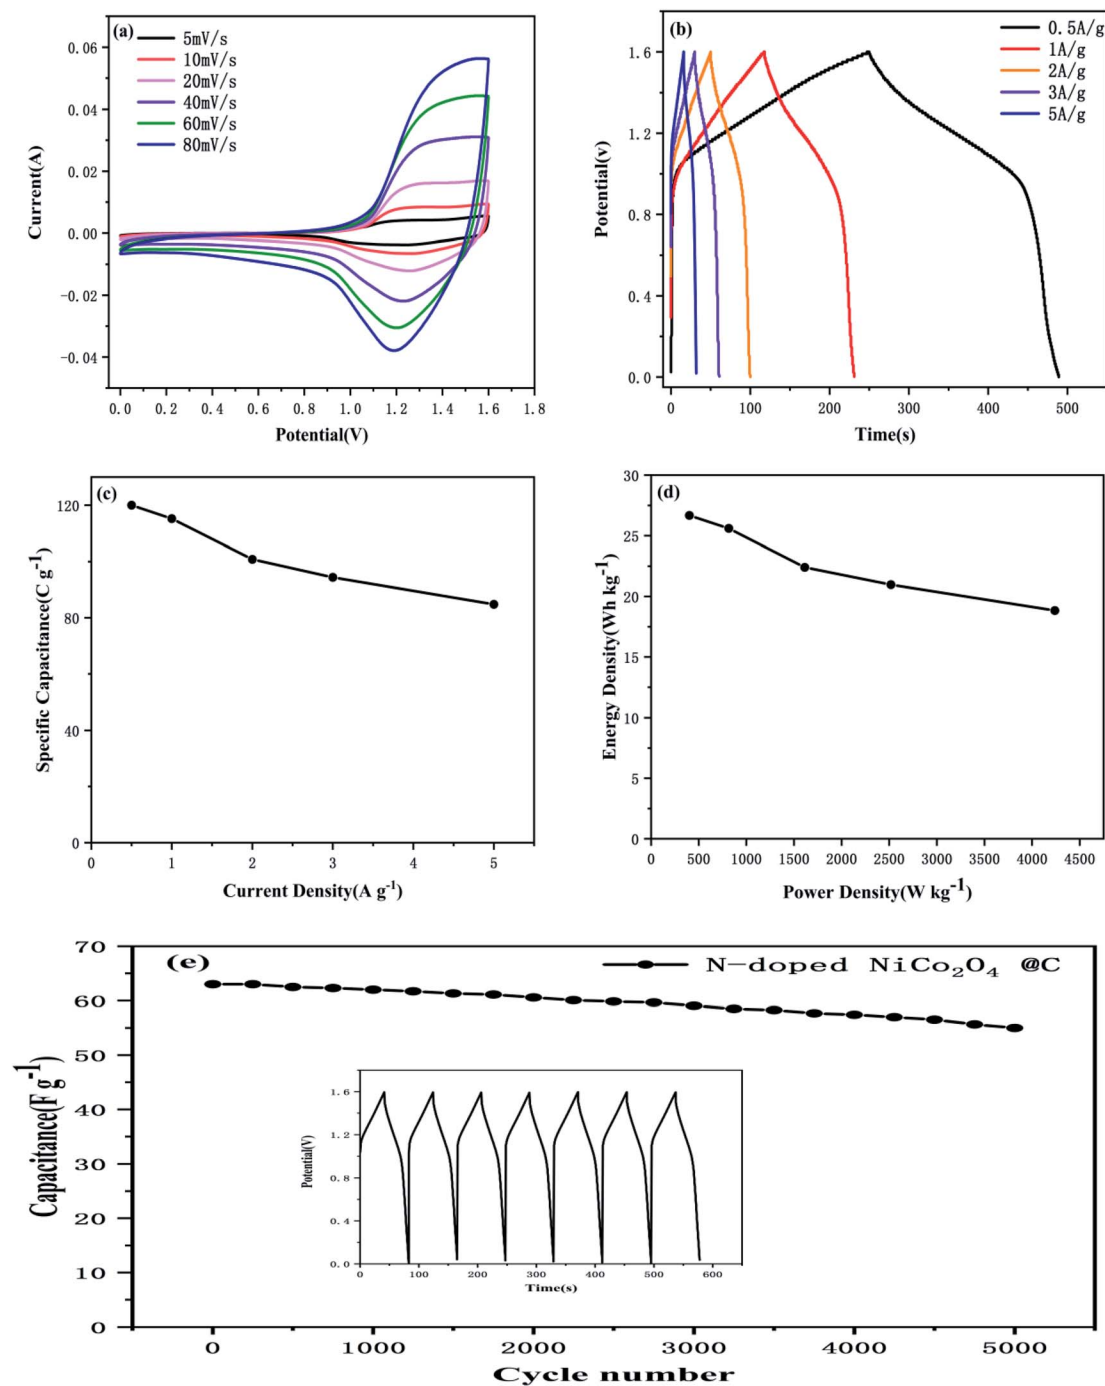 (a)
5mV/s
10mV/s
20mV/s
40mV/s
60mV/s
80mV/s
0.06
0.04
0.02
0.00
-0.02
-0.04
Current(A)
0.0 0.2 0.4 0.6 0.8 1.0 1.2 1.4 1.6 1.8
Potential(V)
(b)
0.5A/g
1A/g
2A/g
3A/g
5A/g
1.6
1.2
0.8
0.4
0.0
Potential(v)
0 100 200 300 400 500
Time(s)
(c)
120
80
40
0
Specific Capacitance(C g⁻¹)
0 1 2 3 4 5
Current Density(A g⁻¹)
(d)
30
25
20
15
10
5
0
Energy Density(Wh kg⁻¹)
0 500 1000 1500 2000 2500 3000 3500 4000 4500
Power Density(W kg⁻¹)
(e)
N-doped NiCo₂O₄ @C
70
60
50
40
30
20
10
0
Capacitance(F g⁻¹)
1.6
1.2
0.8
0.4
0.0
Potential(V)
0 100 200 300 400 500 600
Time(s)
0 1000 2000 3000 4000 5000
Cycle number